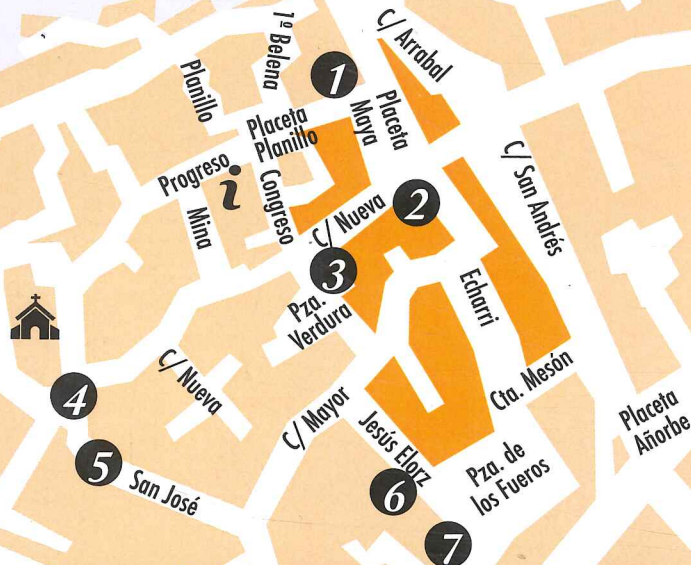 C/ Arrabal
1ª Belena
Planillo
1
Placeta
Maya
Placeta
Planillo
Progreso
i
Mina
Congreso
C/ Nueva
2
C/ San Andrés
3
Pza.
Verdura
Echarri
C/ Nueva
4
C/ Mayor
Cta. Mesón
Placeta
Añorbe
5
San José
Jesús Elorz
6
Pza. de
los Fueros
7